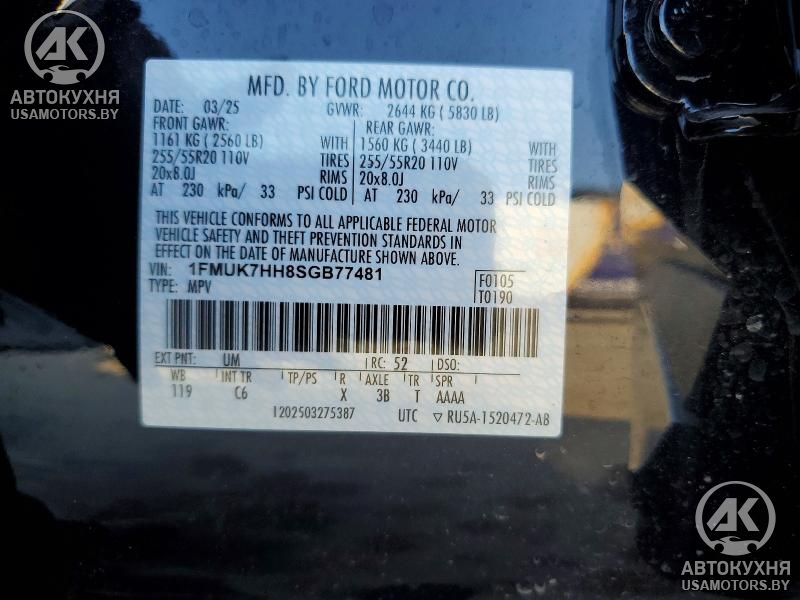 АК
АВТОКУХНЯ
USAMOTORS.BY
MFD. BY FORD MOTOR CO.
DATE: 03/25 GVWR: 2644 KG ( 5830 LB)
FRONT GAWR: REAR GAWR:
1161 KG ( 2560 LB) WITH 1560 KG ( 3440 LB) WITH
255/55R20 110V TIRES 255/55R20 110V TIRES
20x8.0J RIMS 20x8.0J RIMS
AT 230 kPa/ 33 PSI COLD AT 230 kPa/ 33 PSI COLD
THIS VEHICLE CONFORMS TO ALL APPLICABLE FEDERAL MOTOR
VEHICLE SAFETY AND THEFT PREVENTION STANDARDS IN
EFFECT ON THE DATE OF MANUFACTURE SHOWN ABOVE.
VIN: 1FMUK7HH8SGB77481 F0105
TYPE: MPV T0190
EXT PNT: UM RC: 52 DSO:
WB INT TR TP/PS R AXLE TR SPR
119 C6 X 3B T AAAA
1202503275387 UTC ▽ RU5A-1520472-AB
АК
АВТОКУХНЯ
USAMOTORS.BY